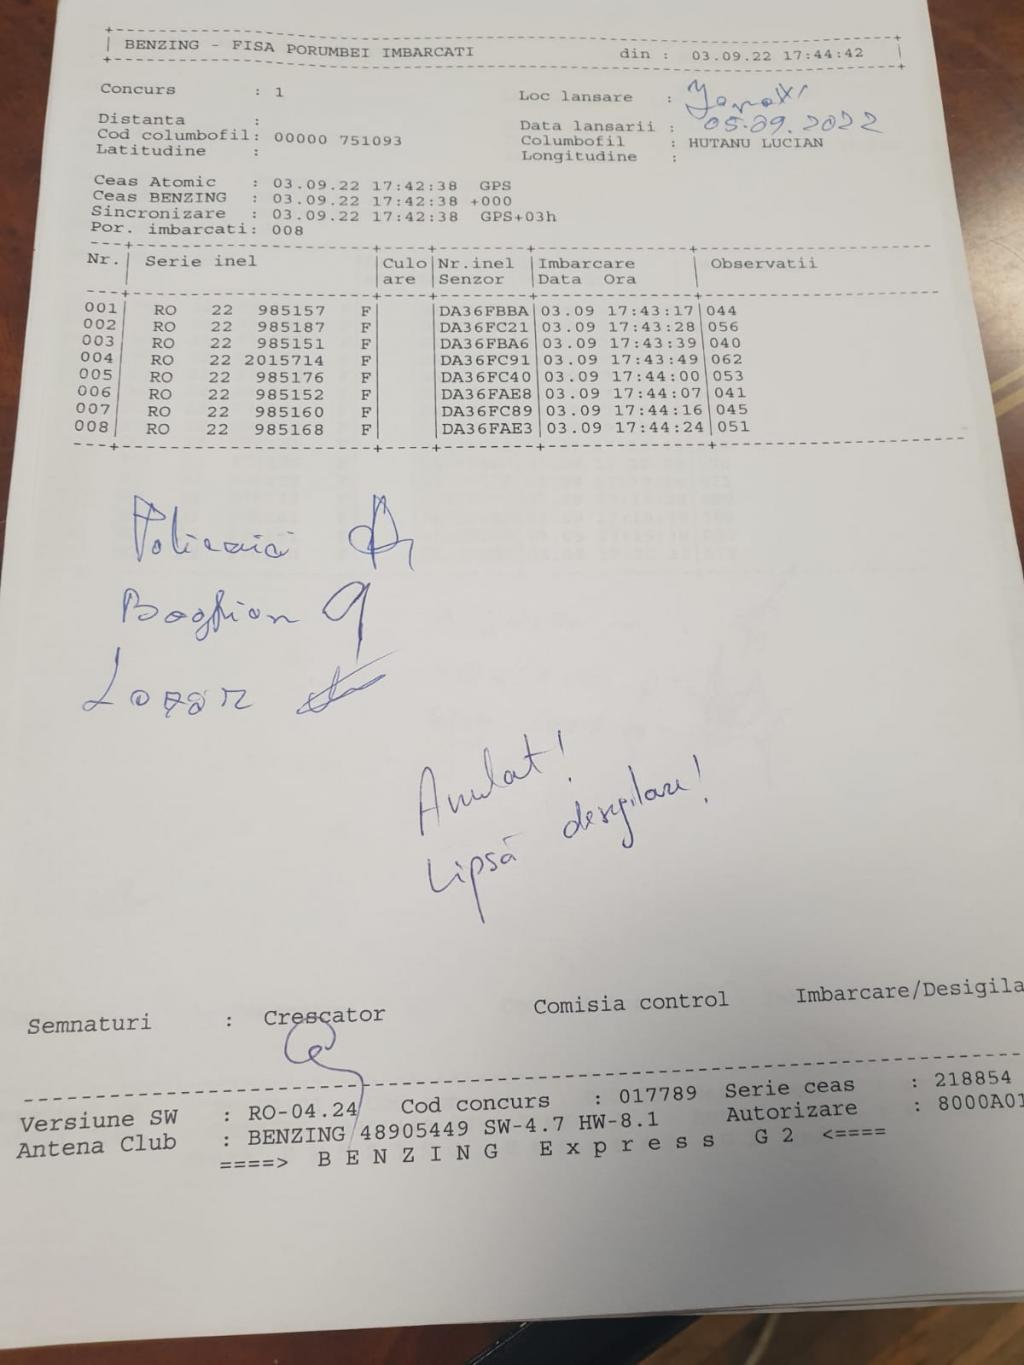 BENZING - FISA PORUMBEI IMBARCATI din : 03.09.22 17:44:42
Concurs : 1
Loc lansare :
Distanta :
Data lansarii : 05.09.2022
Cod columbofil: 00000 751093
Columbofil : HUTANU LUCIAN
Latitudine :
Longitudine :
Ceas Atomic : 03.09.22 17:42:38 GPS
Ceas BENZING : 03.09.22 17:42:38 +000
Sincronizare : 03.09.22 17:42:38 GPS+03h
Por. imbarcati: 008
Nr. | Serie inel |Culo|Nr.inel |Imbarcare | Observatii
|are |Senzor |Data Ora |
001| RO 22 985157 F| |DA36FBBA|03.09 17:43:17|044
002| RO 22 985187 F| |DA36FC21|03.09 17:43:28|056
003| RO 22 985151 F| |DA36FBA6|03.09 17:43:39|040
004| RO 22 2015714 F| |DA36FC91|03.09 17:43:49|062
005| RO 22 985176 F| |DA36FC40|03.09 17:44:00|053
006| RO 22 985152 F| |DA36FAE8|03.09 17:44:07|041
007| RO 22 985160 F| |DA36FC89|03.09 17:44:16|045
008| RO 22 985168 F| |DA36FAE3|03.09 17:44:24|051
Anulat!
Lipsă desigilare!
Semnaturi : Crescator Comisia control Imbarcare/Desigila
Versiune SW : RO-04.24 Cod concurs : 017789 Serie ceas : 218854
Antena Club : BENZING 48905449 SW-4.7 HW-8.1 Autorizare : 8000A01
====> B E N Z I N G E x p r e s s G 2 <====